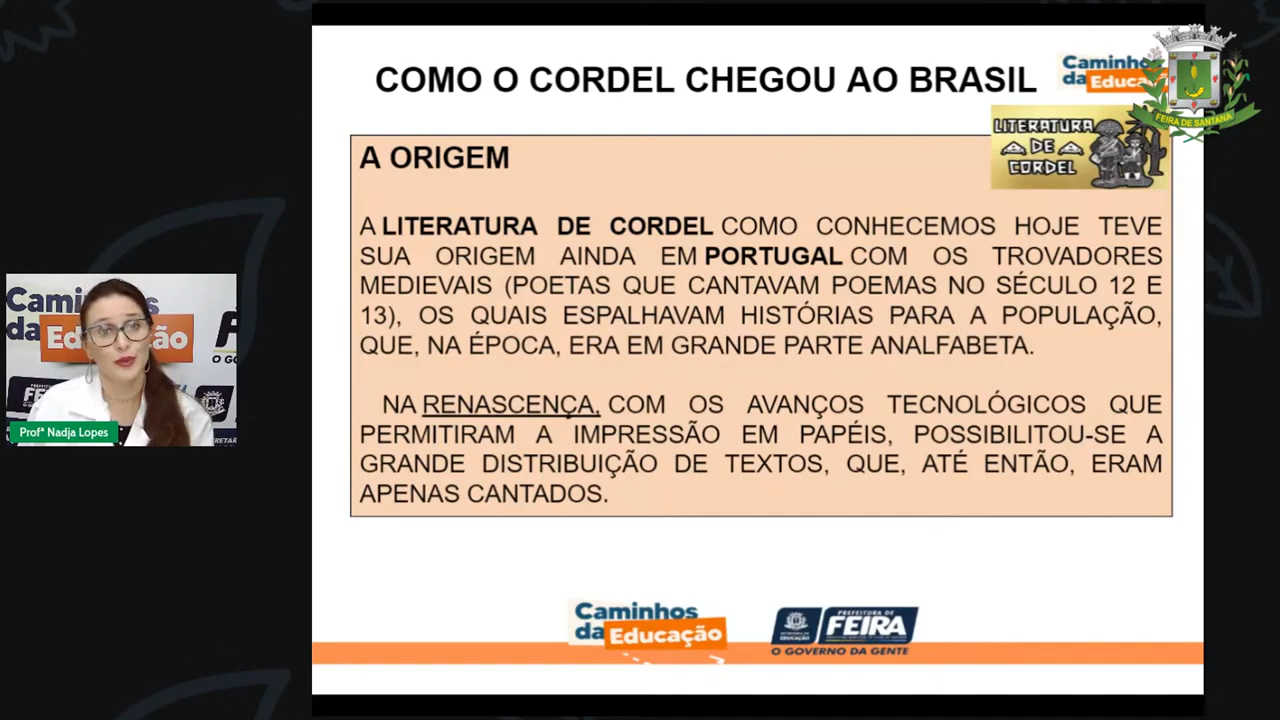 COMO O CORDEL CHEGOU AO BRASIL
Caminhos
da Educação
FEIRA DE SANTANA
LITERATURA
DE
CORDEL
A ORIGEM
A LITERATURA DE CORDEL COMO CONHECEMOS HOJE TEVE
SUA ORIGEM AINDA EM PORTUGAL COM OS TROVADORES
MEDIEVAIS (POETAS QUE CANTAVAM POEMAS NO SÉCULO 12 E
13), OS QUAIS ESPALHAVAM HISTÓRIAS PARA A POPULAÇÃO,
QUE, NA ÉPOCA, ERA EM GRANDE PARTE ANALFABETA.
NA RENASCENÇA, COM OS AVANÇOS TECNOLÓGICOS QUE
PERMITIRAM A IMPRESSÃO EM PAPÉIS, POSSIBILITOU-SE A
GRANDE DISTRIBUIÇÃO DE TEXTOS, QUE, ATÉ ENTÃO, ERAM
APENAS CANTADOS.
Caminhos
da Educação
O GO
Profª Nadja Lopes
Caminhos
da Educação
PREFEITURA DE
FEIRA
O GOVERNO DA GENTE